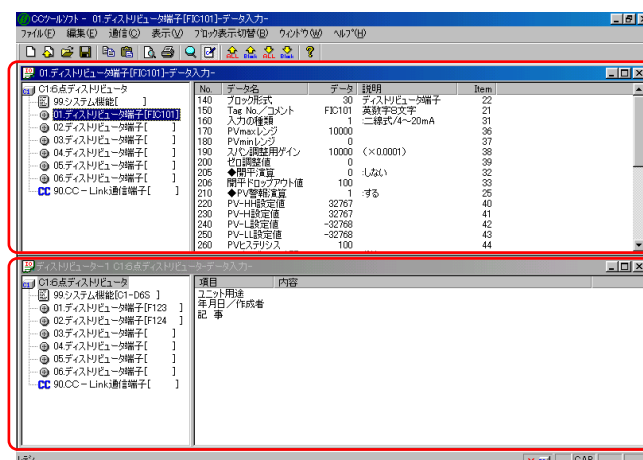 CCツールソフト - 01.ディストリビュータ端子[FIC101]-データ入力-
ファイル(F) 編集(E) 通信(C) 表示(V) ブロック表示切替(B) ウィンドウ(W) ヘルプ(H)
01.ディストリビュータ端子[FIC101]-データ入力-
C1:6点ディストリビュータ
99.システム機能[ ]
01.ディストリビュータ端子[FIC101]
02.ディストリビュータ端子[ ]
03.ディストリビュータ端子[ ]
04.ディストリビュータ端子[ ]
05.ディストリビュータ端子[ ]
06.ディストリビュータ端子[ ]
90.CC-Link通信端子[ ]
No. データ名 データ 説明 Item
140 ブロック形式 30 ディストリビュータ端子 22
150 Tag No./コメント FIC101 英数字8文字 21
160 入力の種類 1 :二線式/4~20mA 31
170 PVmaxレンジ 10000 36
180 PVminレンジ 0 37
190 スパン調整用ゲイン 10000 (×0.0001) 38
200 ゼロ調整値 0 39
205 ◆開平演算 0 :しない 32
206 開平ドロップアウト値 100 33
210 ◆PV警報演算 1 :する 25
220 PV-HH設定値 32767 40
230 PV-H設定値 32767 41
240 PV-L設定値 -32768 42
250 PV-LL設定値 -32768 43
260 PVヒステリシス 100 44
ディストリビューター1 C1:6点ディストリビュータ-データ入力-
C1:6点ディストリビュータ
99.システム機能[C1-D6S ]
01.ディストリビュータ端子[F123 ]
02.ディストリビュータ端子[F124 ]
03.ディストリビュータ端子[ ]
04.ディストリビュータ端子[ ]
05.ディストリビュータ端子[ ]
06.ディストリビュータ端子[ ]
90.CC-Link通信端子[ ]
項目 内容
ユニット用途
年月日/作成者
記 事